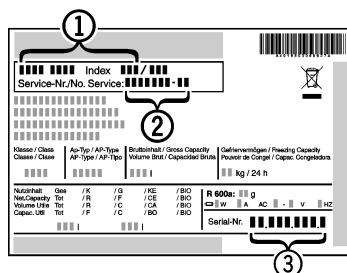 1
Index /
Service-Nr./No. Service: -
2
Klasse / Class
Classe / Clase
Ap-Typ / AP-Type
AP-Type / AP-Tipo
Bruttoinhalt / Gross Capacity
Volume Brut / Capacidad Bruta
I
Gefriervermögen / Freezing Capacity
Pouvoir de Congel / Capac. Congeladora
kg / 24 h
Nutzinhalt Ges / K / G / KE / BIO
Net.Capacity Tot / R / F / CE / BIO
Volume Utile Tot / R / C / CA / BIO
Capac. Util Tot / F / C / BO / BIO
I I
R 600a: g
W A AC - V HZ
Serial-Nr. . . .
3